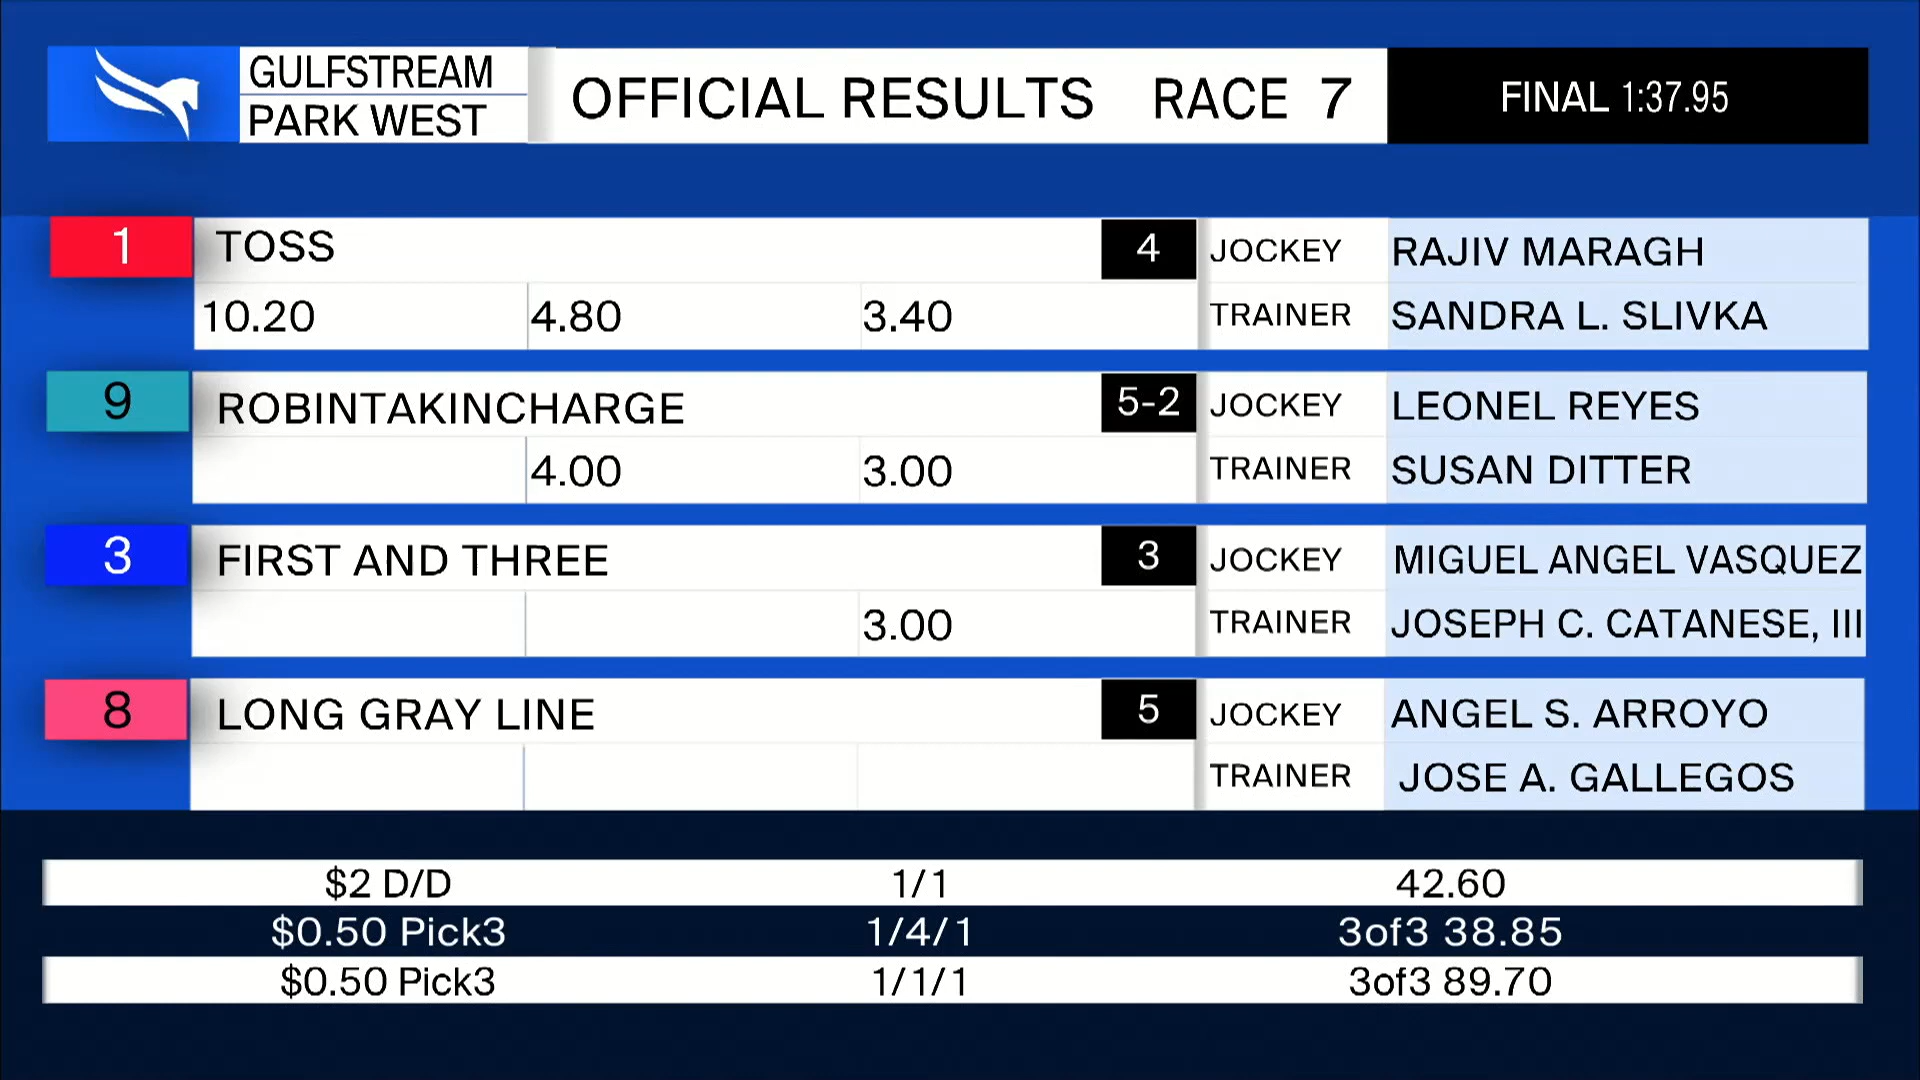 GULFSTREAM
PARK WEST
OFFICIAL RESULTS RACE 7
FINAL 1:37.95
1 TOSS 4 JOCKEY RAJIV MARAGH
10.20 4.80 3.40 TRAINER SANDRA L. SLIVKA
9 ROBINTAKINCHARGE 5-2 JOCKEY LEONEL REYES
4.00 3.00 TRAINER SUSAN DITTER
3 FIRST AND THREE 3 JOCKEY MIGUEL ANGEL VASQUEZ
3.00 TRAINER JOSEPH C. CATANESE, III
8 LONG GRAY LINE 5 JOCKEY ANGEL S. ARROYO
TRAINER JOSE A. GALLEGOS
$2 D/D 1/1 42.60
$0.50 Pick3 1/4/1 3of3 38.85
$0.50 Pick3 1/1/1 3of3 89.70